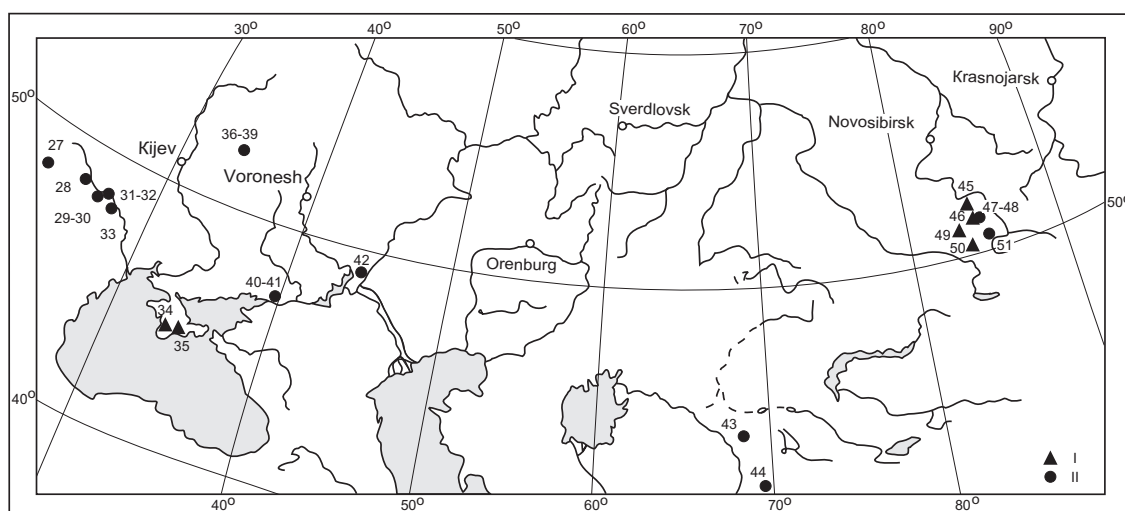 30° 40° 50° 60° 70° 80° 90°
Krasnojarsk
50°
Sverdlovsk
Novosibirsk
27
Kijev
36-39
28
31-32
Voronesh
45
50°
29-30
46
47-48
33
49
50
51
Orenburg
42
40-41
34
35
40°
43
I
44
II
40° 50° 60° 70° 80°